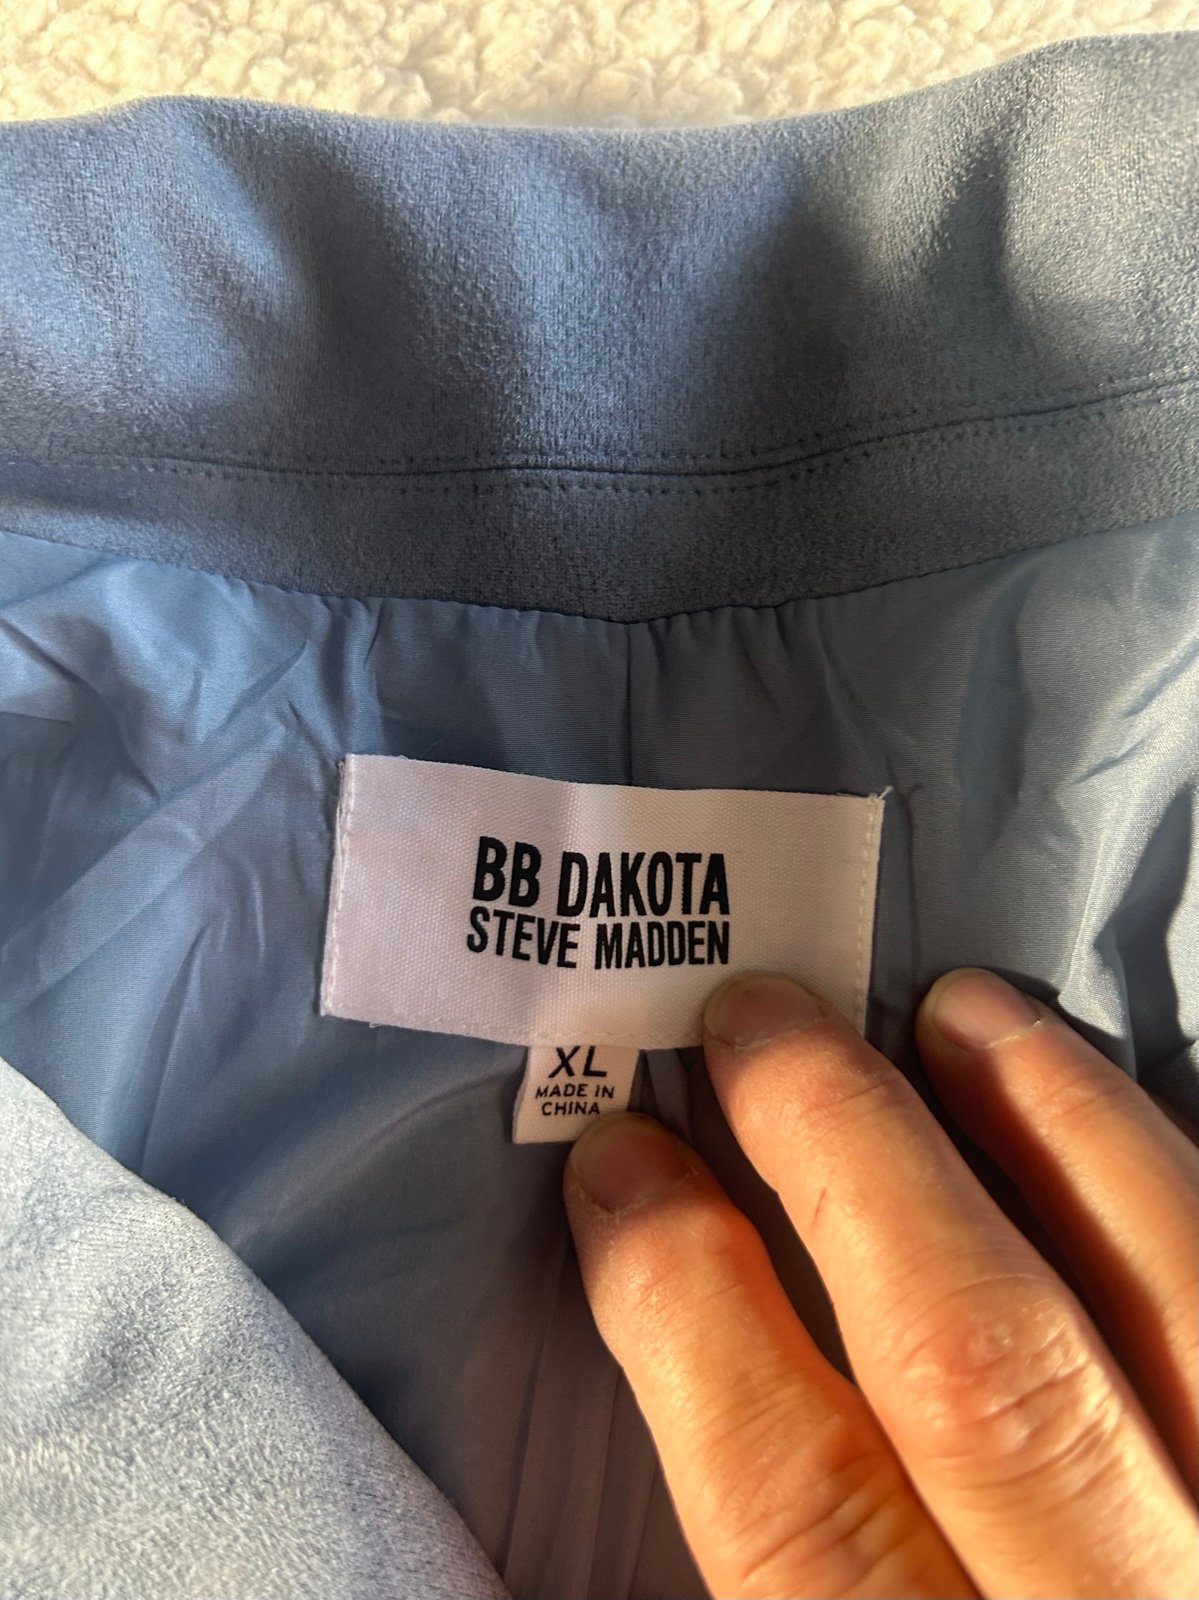 BB DAKOTA
STEVE MADDEN
XL
MADE IN
CHINA